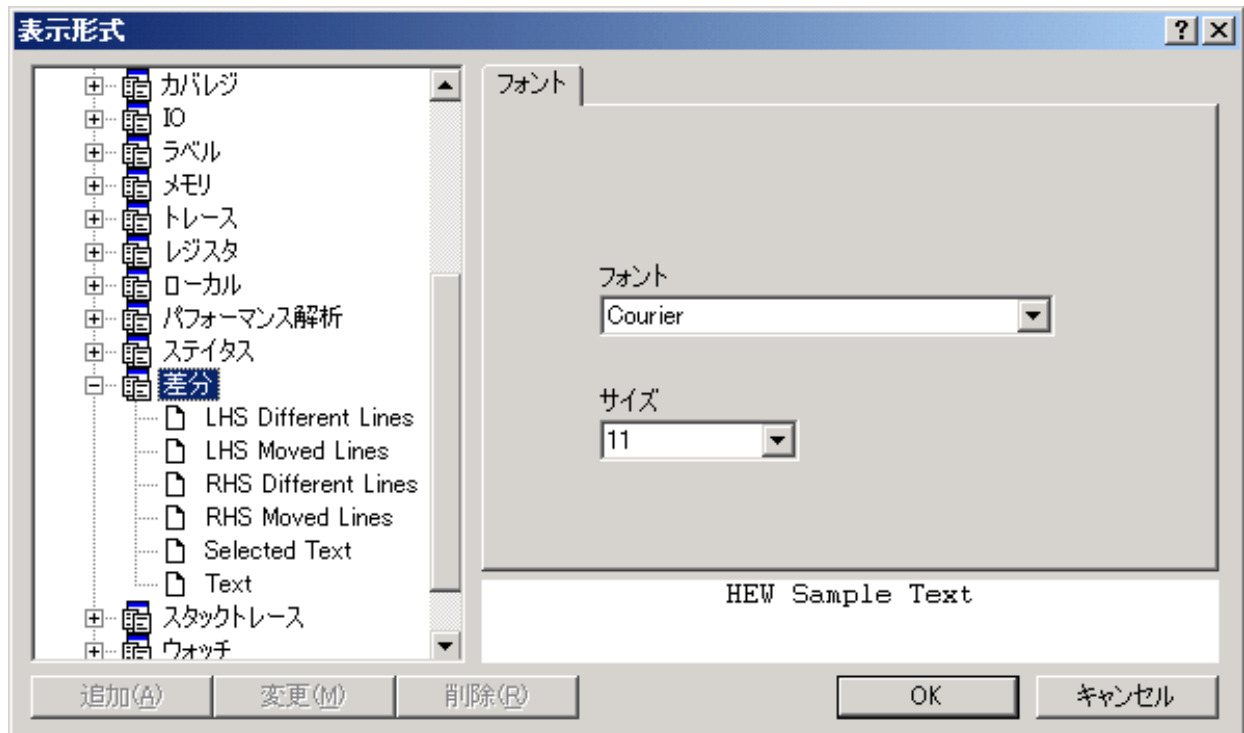 表示形式
カバレジ
IO
ラベル
メモリ
トレース
レジスタ
ローカル
パフォーマンス解析
ステイタス
差分
LHS Different Lines
LHS Moved Lines
RHS Different Lines
RHS Moved Lines
Selected Text
Text
スタックトレース
ウォッチ
フォント
フォント
Courier
サイズ
11
HEW Sample Text
追加(A)
変更(M)
削除(R)
OK
キャンセル